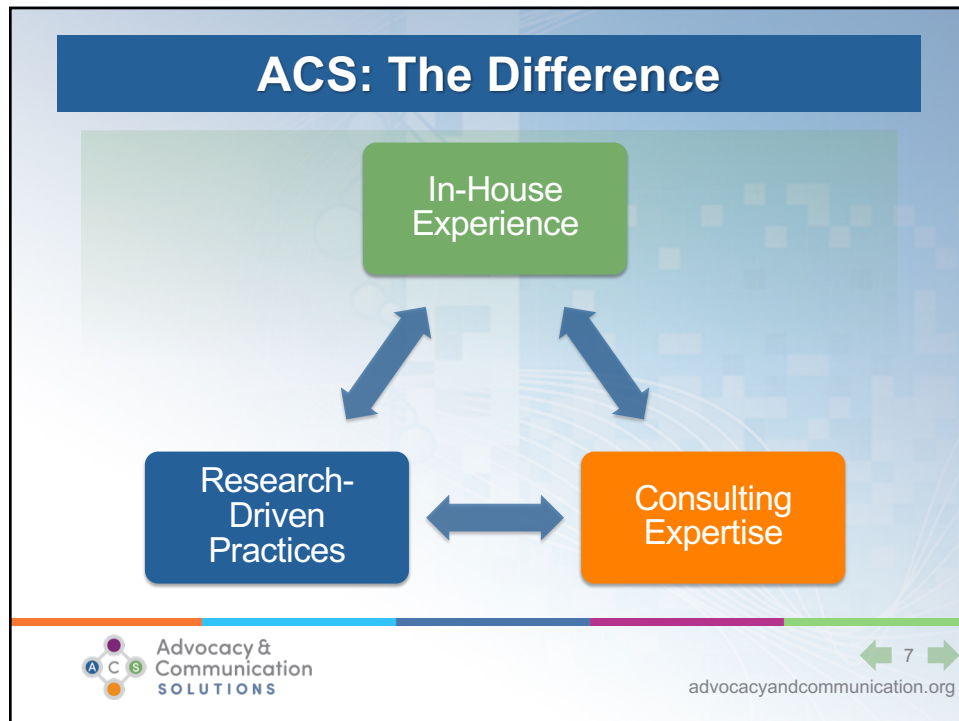 ACS: The Difference
In-House
Experience
Research-
Driven
Practices
Consulting
Expertise
A C S
Advocacy &
Communication
SOLUTIONS
7
advocacyandcommunication.org